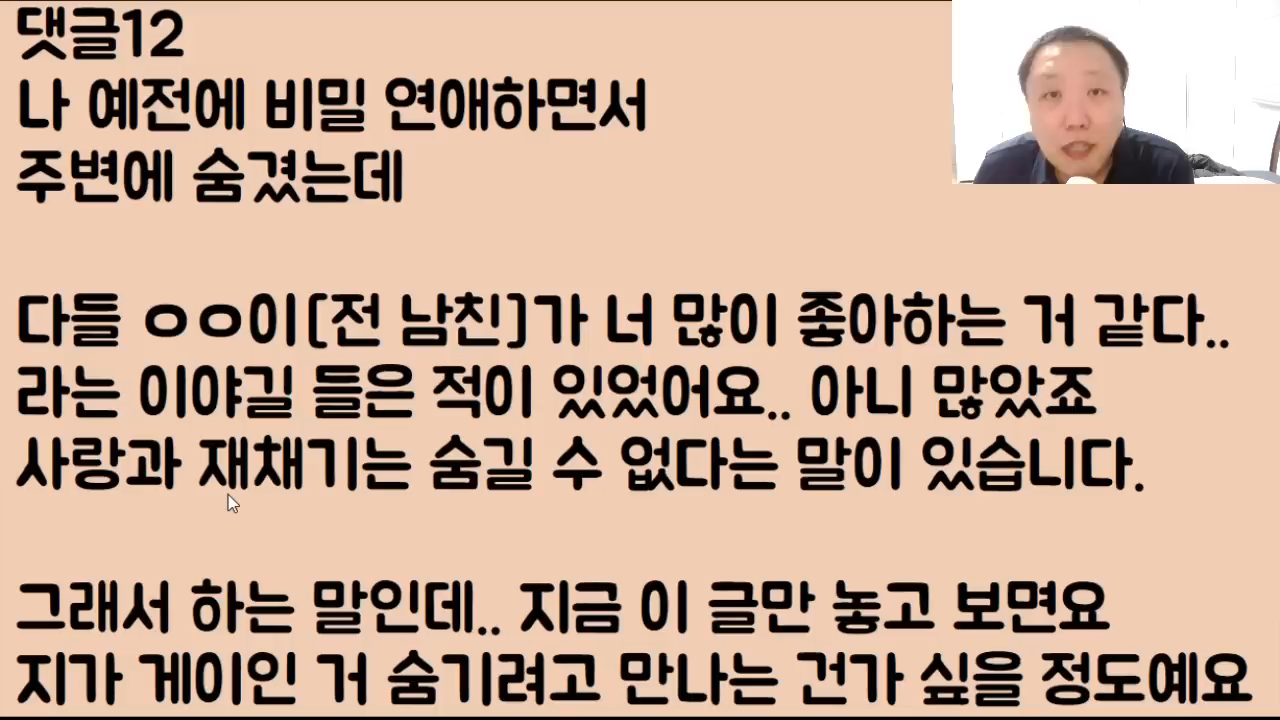 댓글12
나 예전에 비밀 연애하면서
주변에 숨겼는데
다들 ㅇㅇ이[전 남친]가 너 많이 좋아하는 거 같다..
라는 이야길 들은 적이 있었어요.. 아니 많았죠
사랑과 재채기는 숨길 수 없다는 말이 있습니다.
그래서 하는 말인데.. 지금 이 글만 놓고 보면요
지가 게이인 거 숨기려고 만나는 건가 싶을 정도예요